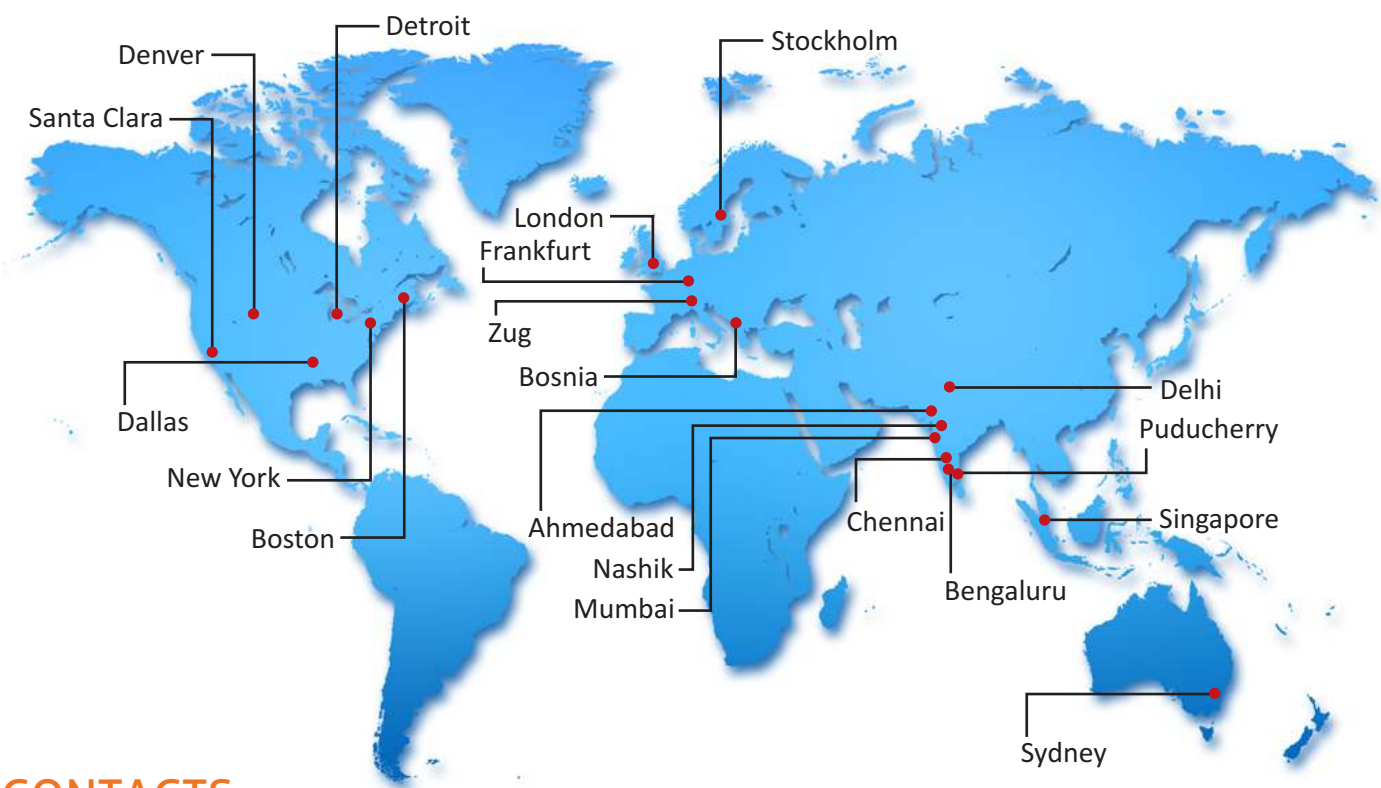 Detroit
Denver
Stockholm
Santa Clara
London
Frankfurt
Zug
Bosnia
Delhi
Dallas
Puducherry
New York
Ahmedabad
Chennai
Singapore
Boston
Nashik
Bengaluru
Mumbai
Sydney
CONTACTS